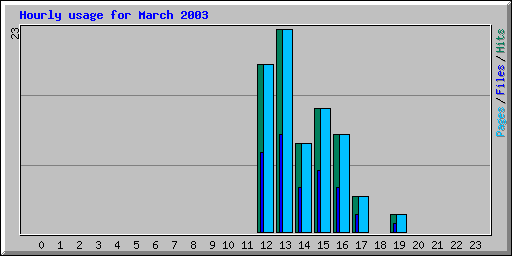 Hourly usage for March 2003
23
Pages/Files/Hits
0 1 2 3 4 5 6 7 8 9 10 11 12 13 14 15 16 17 18 19 20 21 22 23